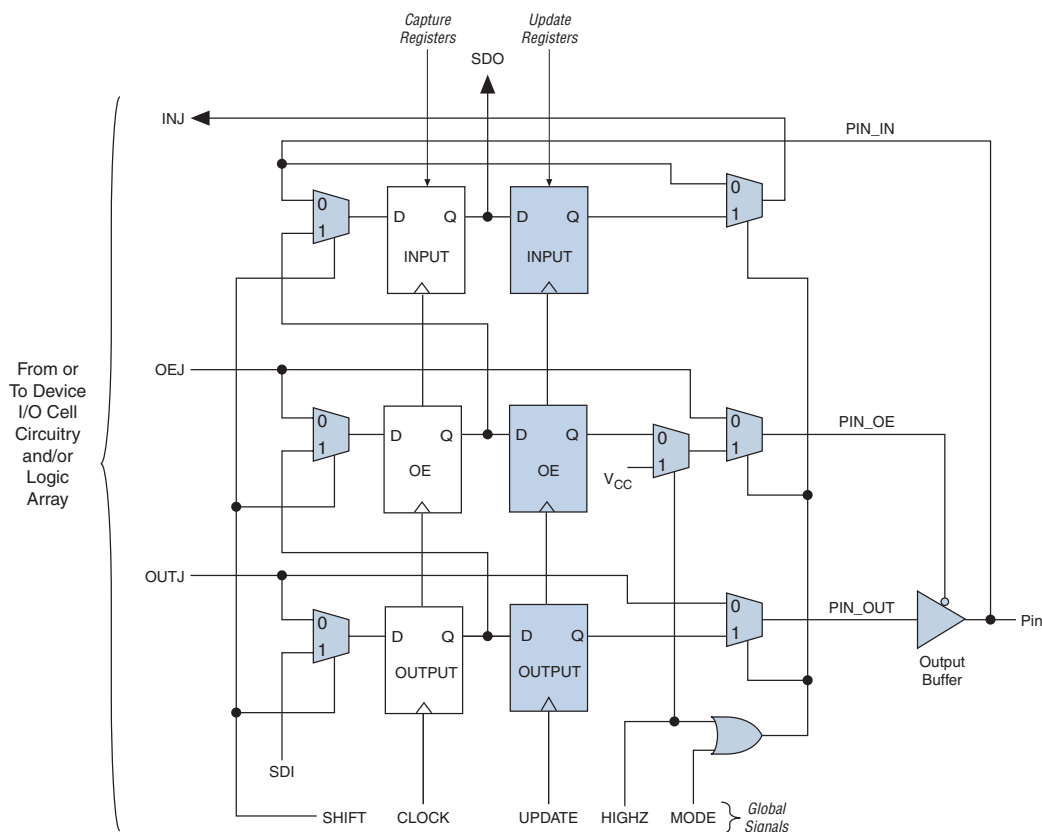 Capture
Registers
Update
Registers
SDO
INJ
PIN_IN
0
1
D Q
INPUT
D Q
INPUT
0
1
From or
To Device
I/O Cell
Circuitry
and/or
Logic
Array
OEJ
0
1
D Q
OE
D Q
OE
0
1
VCC
0
1
PIN_OE
OUTJ
0
1
D Q
OUTPUT
D Q
OUTPUT
0
1
PIN_OUT
Pin
Output
Buffer
SDI
SHIFT
CLOCK
UPDATE
HIGHZ
MODE
Global
Signals